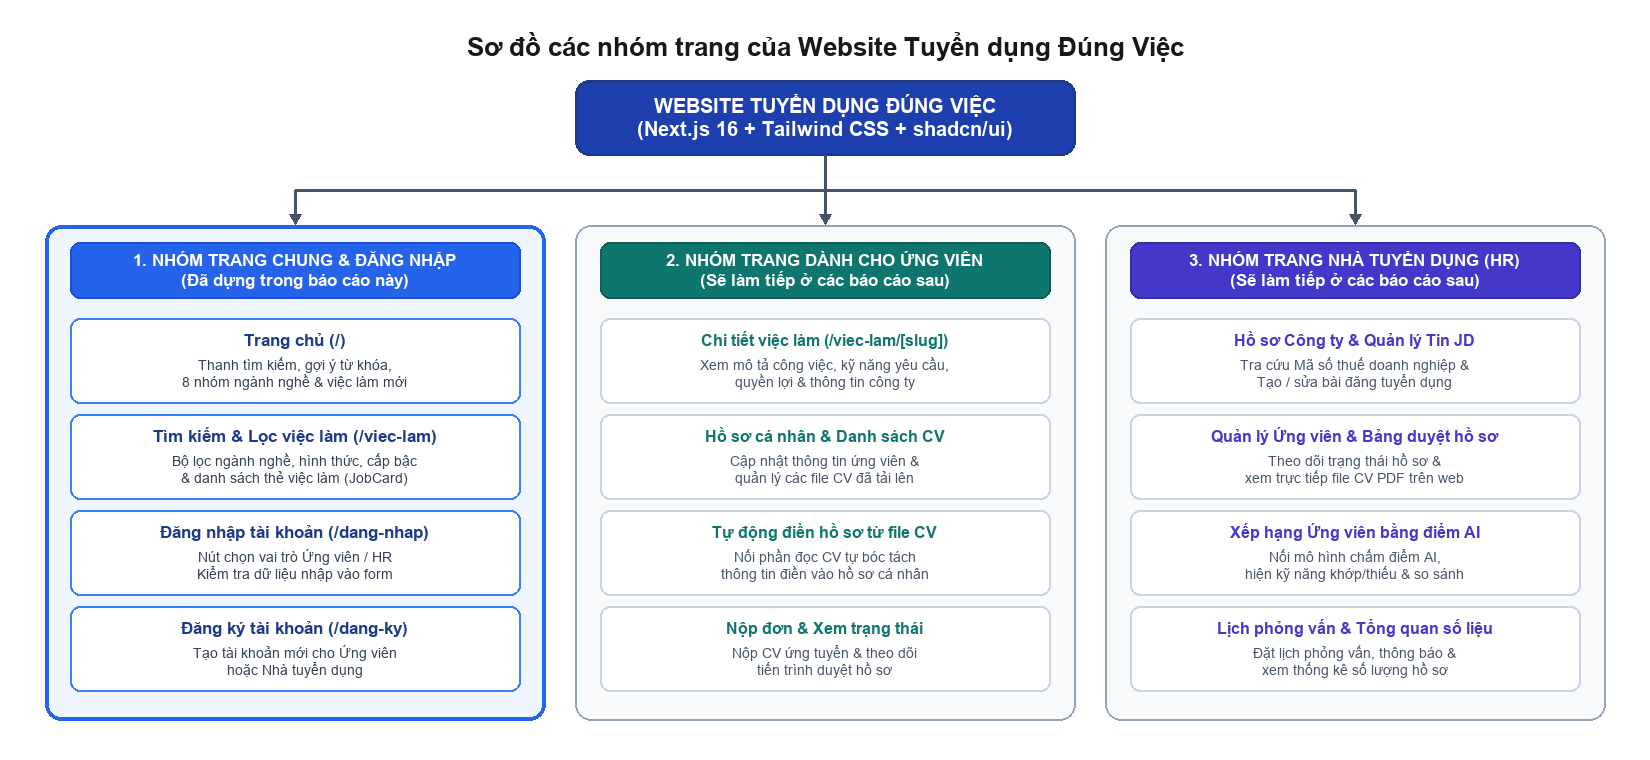 Sơ đồ các nhóm trang của Website Tuyển dụng Đúng Việc
WEBSITE TUYỂN DỤNG ĐÚNG VIỆC
(Next.js 16 + Tailwind CSS + shadcn/ui)
1. NHÓM TRANG CHUNG & ĐĂNG NHẬP
(Đã dựng trong báo cáo này)
Trang chủ (/)
Thanh tìm kiếm, gợi ý từ khóa,
8 nhóm ngành nghề & việc làm mới
Tìm kiếm & Lọc việc làm (/viec-lam)
Bộ lọc ngành nghề, hình thức, cấp bậc
& danh sách thẻ việc làm (JobCard)
Đăng nhập tài khoản (/dang-nhap)
Nút chọn vai trò Ứng viên / HR
Kiểm tra dữ liệu nhập vào form
Đăng ký tài khoản (/dang-ky)
Tạo tài khoản mới cho Ứng viên
hoặc Nhà tuyển dụng
2. NHÓM TRANG DÀNH CHO ỨNG VIÊN
(Sẽ làm tiếp ở các báo cáo sau)
Chi tiết việc làm (/viec-lam/[slug])
Xem mô tả công việc, kỹ năng yêu cầu,
quyền lợi & thông tin công ty
Hồ sơ cá nhân & Danh sách CV
Cập nhật thông tin ứng viên &
quản lý các file CV đã tải lên
Tự động điền hồ sơ từ file CV
Nối phần đọc CV tự bóc tách
thông tin điền vào hồ sơ cá nhân
Nộp đơn & Xem trạng thái
Nộp CV ứng tuyển & theo dõi
tiến trình duyệt hồ sơ
3. NHÓM TRANG NHÀ TUYỂN DỤNG (HR)
(Sẽ làm tiếp ở các báo cáo sau)
Hồ sơ Công ty & Quản lý Tin JD
Tra cứu Mã số thuế doanh nghiệp &
Tạo / sửa bài đăng tuyển dụng
Quản lý Ứng viên & Bảng duyệt hồ sơ
Theo dõi trạng thái hồ sơ &
xem trực tiếp file CV PDF trên web
Xếp hạng Ứng viên bằng điểm AI
Nối mô hình chấm điểm AI,
hiện kỹ năng khớp/thiếu & so sánh
Lịch phỏng vấn & Tổng quan số liệu
Đặt lịch phỏng vấn, thông báo &
xem thống kê số lượng hồ sơ